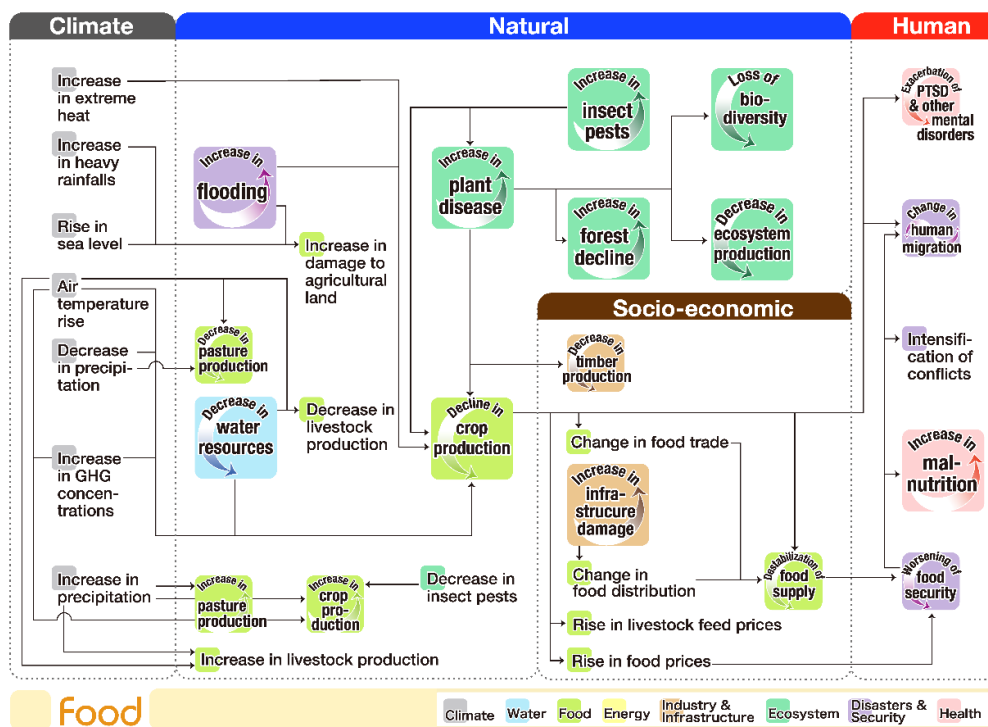 Climate
Natural
Human
Increase
in extreme
heat
Increase
in heavy
rainfalls
Rise in
sea level
Air
temperature
rise
Decrease
in precipi-
tation
Increase
in GHG
concen-
trations
Increase in
precipitation
Increase in
flooding
Increase in
damage to
agricultural
land
Decrease in
pasture
production
Decrease in
water
resources
Decrease in
livestock
production
Increase in
pasture
production
Increase in
crop
pro-
duction
Decrease in
insect pests
Increase in livestock production
Increase in
insect
pests
Loss of
bio-
diversity
Increase in
plant
disease
Increase in
forest
decline
Decrease in
ecosystem
production
Decline in
crop
production
Socio-economic
Decrease in
timber
production
Change in food trade
Increase in
infra-
strucure
damage
Change in
food distribution
Destabilization of
food
supply
Rise in livestock feed prices
Rise in food prices
Exacerbation of
PTSD
& other
mental
disorders
Change in
human
migration
Intensifi-
cation of
conflicts
Increase in
mal-
nutrition
Worsening of
food
security
Food
Climate
Water
Food
Energy
Industry &
Infrastructure
Ecosystem
Disasters &
Security
Health